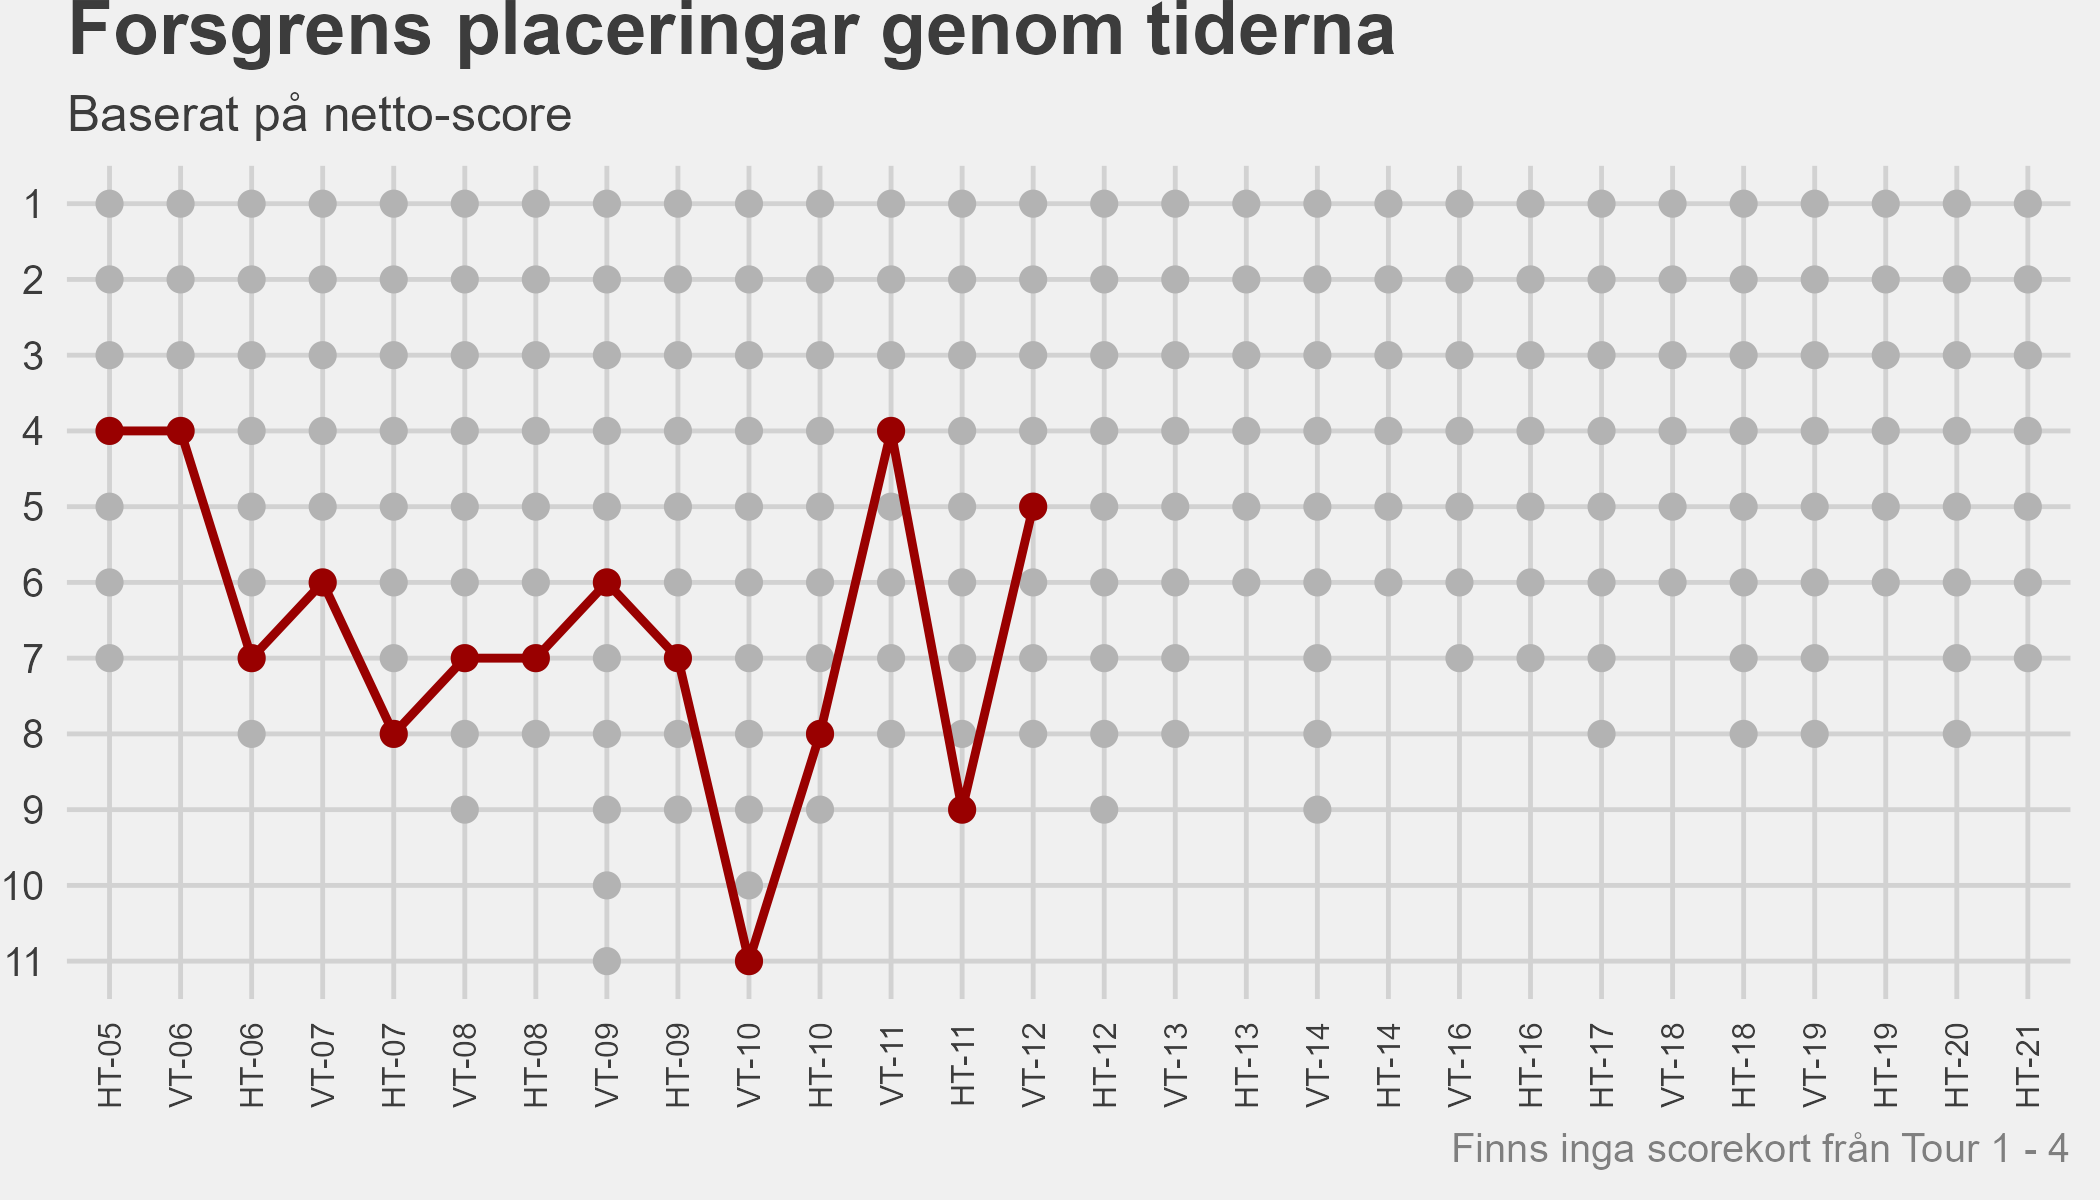 Forsgrens placeringar genom tiderna
Baserat på netto-score
1
2
3
4
5
6
7
8
9
10
11
HT-05
VT-06
HT-06
VT-07
HT-07
VT-08
HT-08
VT-09
HT-09
VT-10
HT-10
VT-11
HT-11
VT-12
HT-12
VT-13
HT-13
VT-14
HT-14
VT-16
HT-16
HT-17
VT-18
HT-18
VT-19
HT-19
HT-20
HT-21
Finns inga scorekort från Tour 1 - 4